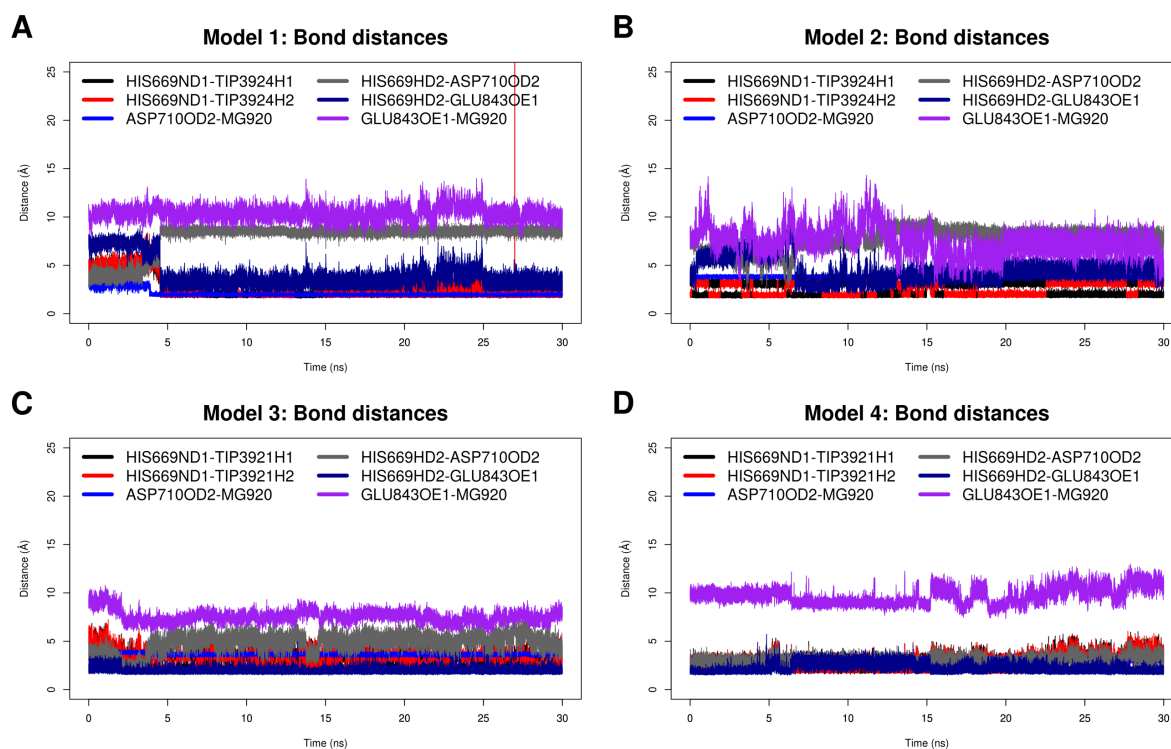 A
Model 1: Bond distances
HIS669ND1-TIP3924H1
HIS669ND1-TIP3924H2
ASP710OD2-MG920
HIS669HD2-ASP710OD2
HIS669HD2-GLU843OE1
GLU843OE1-MG920
Distance (Å)
25
20
15
10
5
0
0 5 10 15 20 25 30
Time (ns)
B
Model 2: Bond distances
HIS669ND1-TIP3924H1
HIS669ND1-TIP3924H2
ASP710OD2-MG920
HIS669HD2-ASP710OD2
HIS669HD2-GLU843OE1
GLU843OE1-MG920
Distance (Å)
25
20
15
10
5
0
0 5 10 15 20 25 30
Time (ns)
C
Model 3: Bond distances
HIS669ND1-TIP3921H1
HIS669ND1-TIP3921H2
ASP710OD2-MG920
HIS669HD2-ASP710OD2
HIS669HD2-GLU843OE1
GLU843OE1-MG920
Distance (Å)
25
20
15
10
5
0
0 5 10 15 20 25 30
Time (ns)
D
Model 4: Bond distances
HIS669ND1-TIP3921H1
HIS669ND1-TIP3921H2
ASP710OD2-MG920
HIS669HD2-ASP710OD2
HIS669HD2-GLU843OE1
GLU843OE1-MG920
Distance (Å)
25
20
15
10
5
0
0 5 10 15 20 25 30
Time (ns)